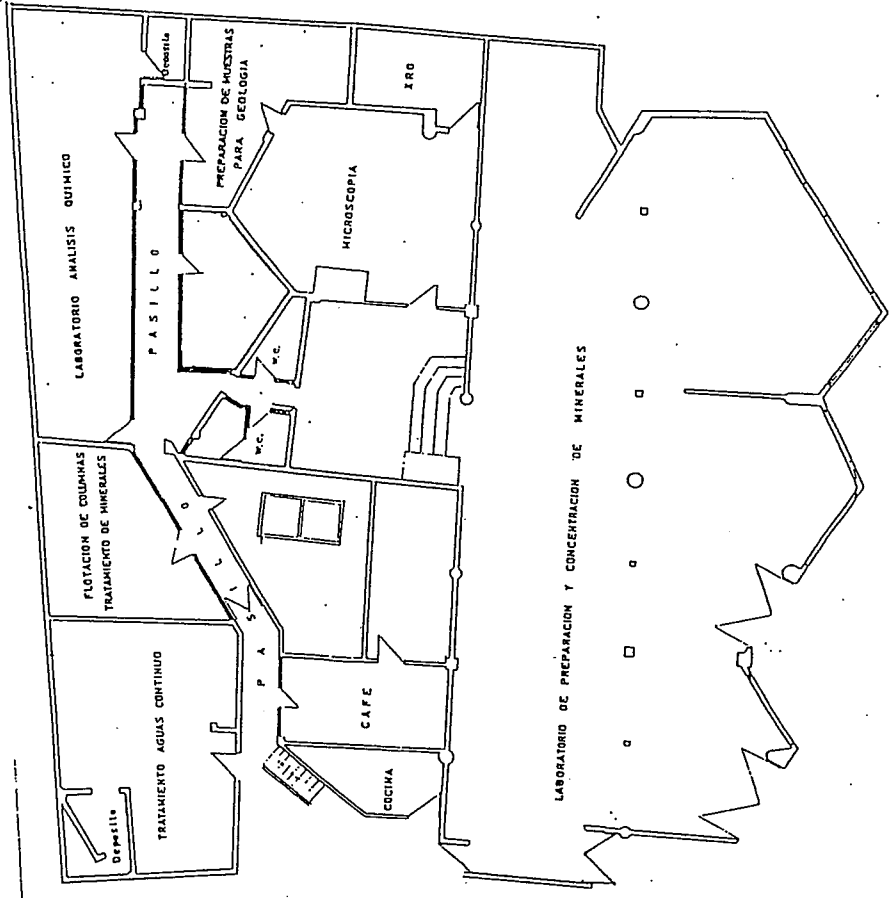 Deposito
PREPARACION DE MUESTRAS
PARA GEOLOGIA
XRD
LABORATORIO ANALISIS QUIMICO
PASILLO
MICROSCOPIA
W.C.
W.C.
FLOTACION DE COLUMNAS
TRATAMIENTO DE MINERALES
PASILLO
TRATAMIENTO AGUAS CONTINUO
Deposito
CAFE
COCINA
LABORATORIO DE PREPARACION Y CONCENTRACION DE MINERALES